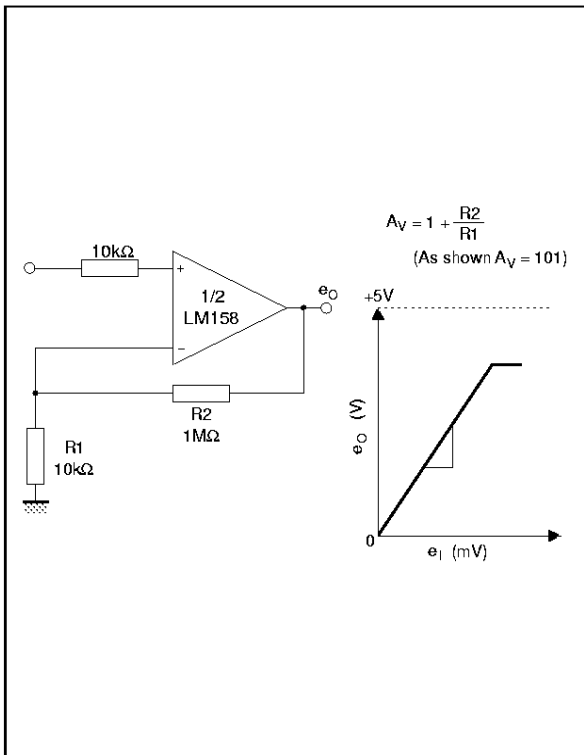 A_V = 1 + R2/R1
(As shown A_V = 101)
10kΩ
+
1/2
LM158
−
e_O
R2
1MΩ
R1
10kΩ
+5V
e_O (V)
0
e_I (mV)